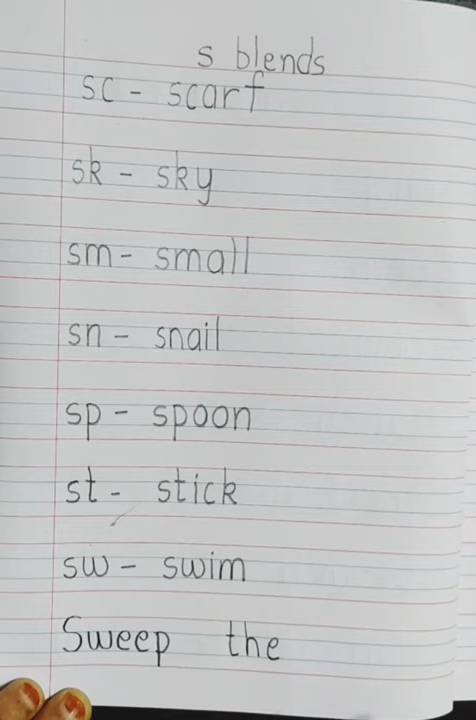 s blends
sc - scarf
sk - sky
sm - small
sn - snail
sp - spoon
st - stick
sw - swim
Sweep the